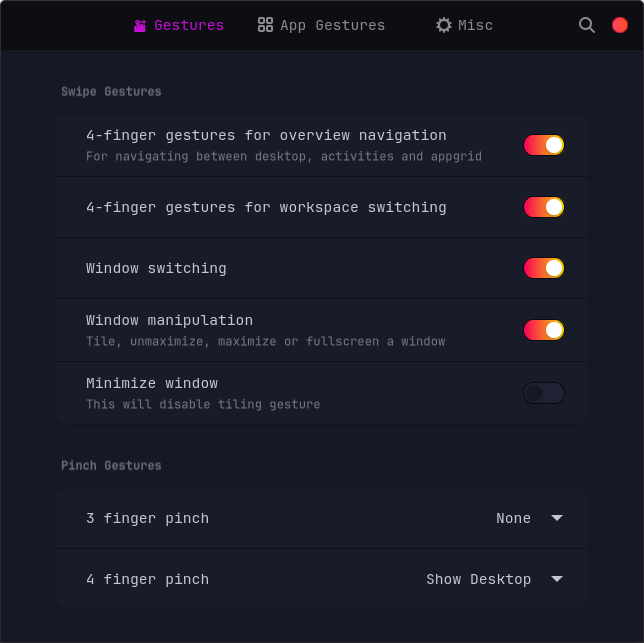 Gestures App Gestures Misc
Swipe Gestures
4-finger gestures for overview navigation
For navigating between desktop, activities and appgrid
4-finger gestures for workspace switching
Window switching
Window manipulation
Tile, unmaximize, maximize or fullscreen a window
Minimize window
This will disable tiling gesture
Pinch Gestures
3 finger pinch None
4 finger pinch Show Desktop